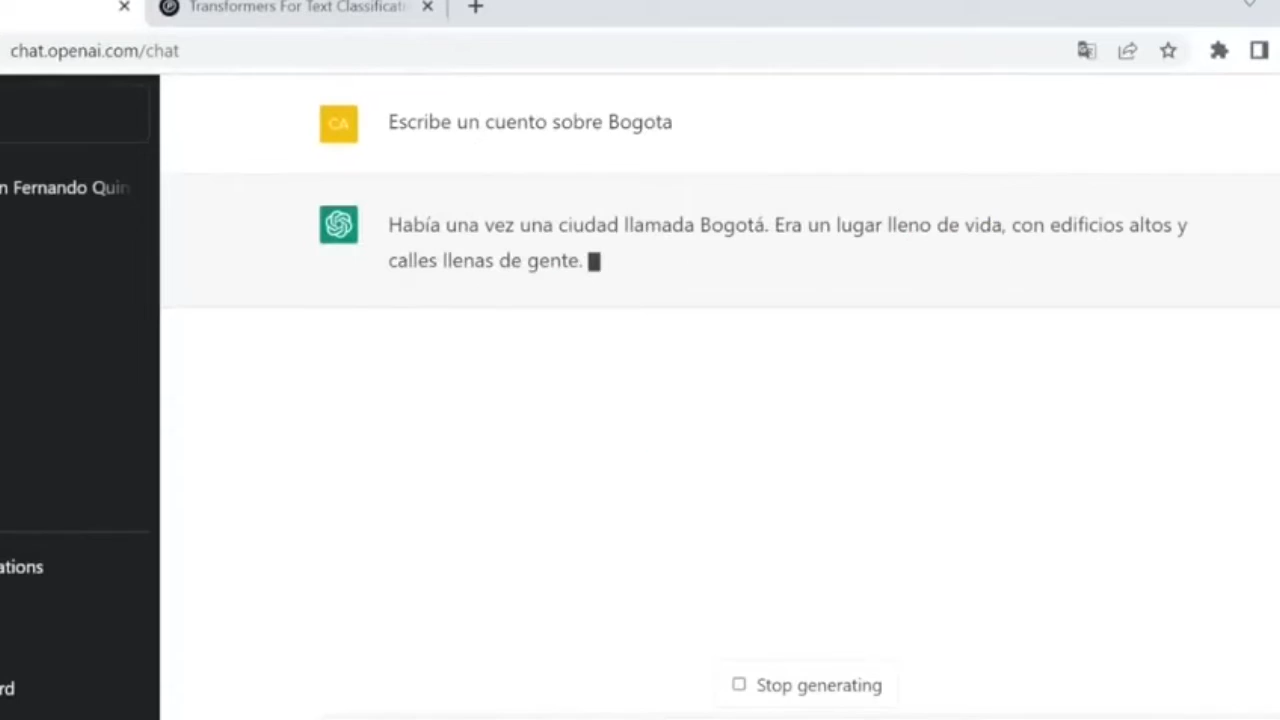 Transformers For Text Classificati
chat.openai.com/chat
CA
Escribe un cuento sobre Bogota
n Fernando Quin
Había una vez una ciudad llamada Bogotá. Era un lugar lleno de vida, con edificios altos y
calles llenas de gente.
ations
rd
Stop generating